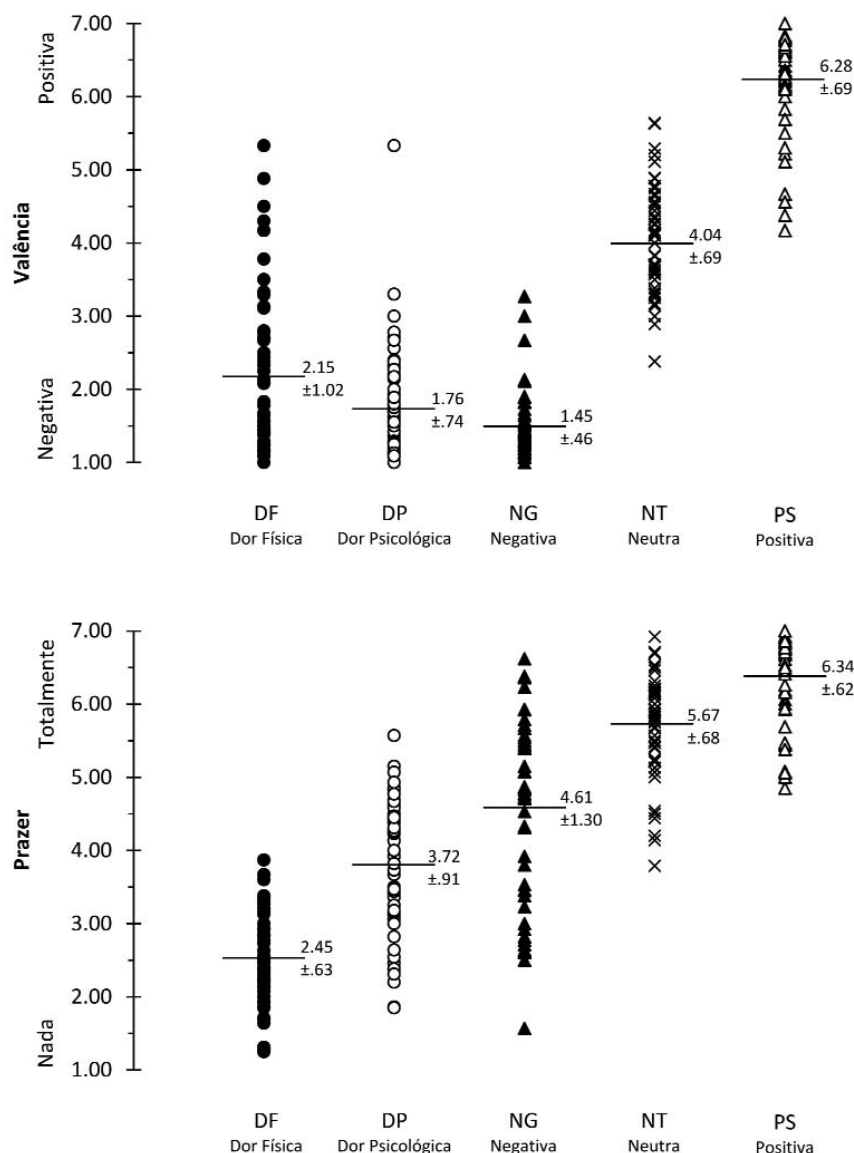 7.00
6.00
5.00
4.00
3.00
2.00
1.00
Positiva
Valência
Negativa
2.15
±1.02
1.76
±.74
1.45
±.46
4.04
±.69
6.28
±.69
DF
DP
NG
NT
PS
Dor Física
Dor Psicológica
Negativa
Neutra
Positiva
7.00
6.00
5.00
4.00
3.00
2.00
1.00
Totalmente
Prazer
Nada
2.45
±.63
3.72
±.91
4.61
±1.30
5.67
±.68
6.34
±.62
DF
DP
NG
NT
PS
Dor Física
Dor Psicológica
Negativa
Neutra
Positiva